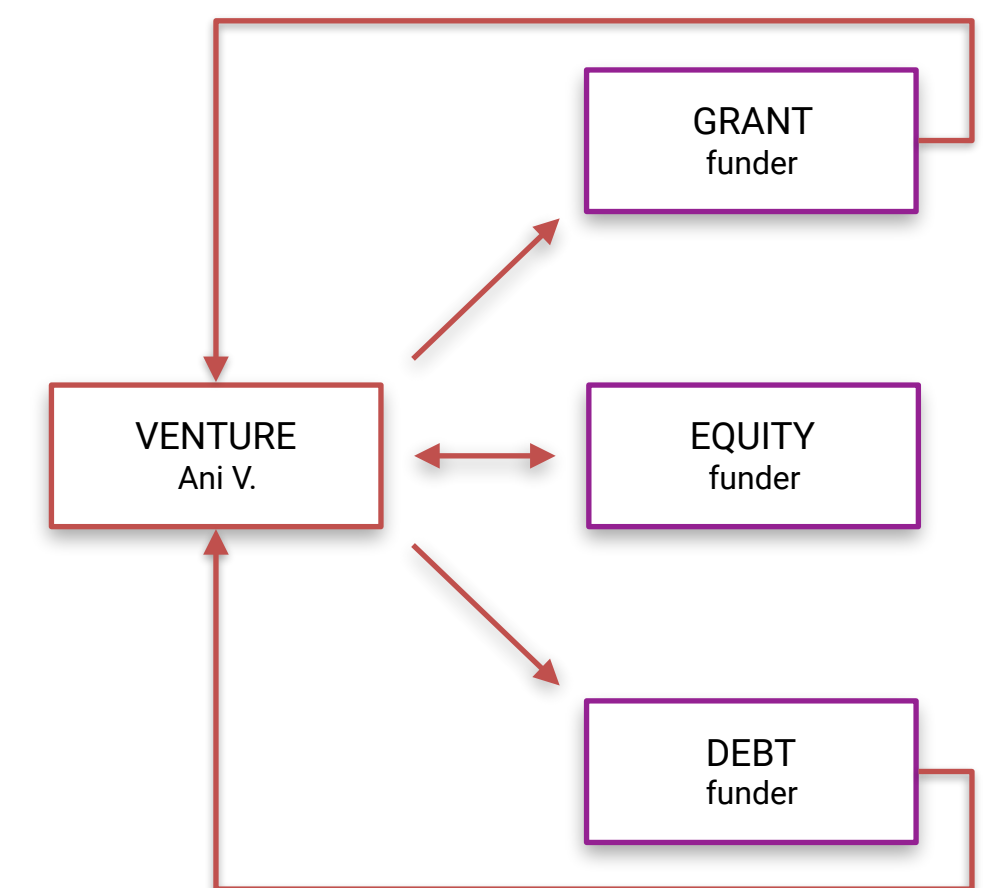 GRANT
funder
VENTURE
Ani V.
EQUITY
funder
DEBT
funder